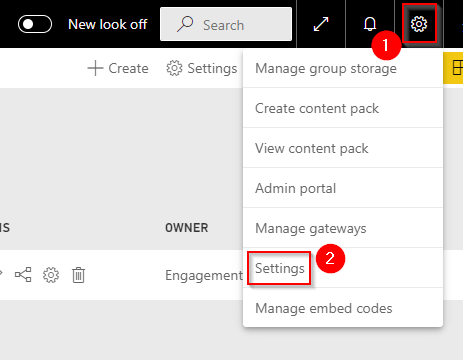 New look off
Search
1
Create
Settings
Manage group storage
Create content pack
View content pack
Admin portal
Manage gateways
Settings
2
Manage embed codes
NS
OWNER
Engagement